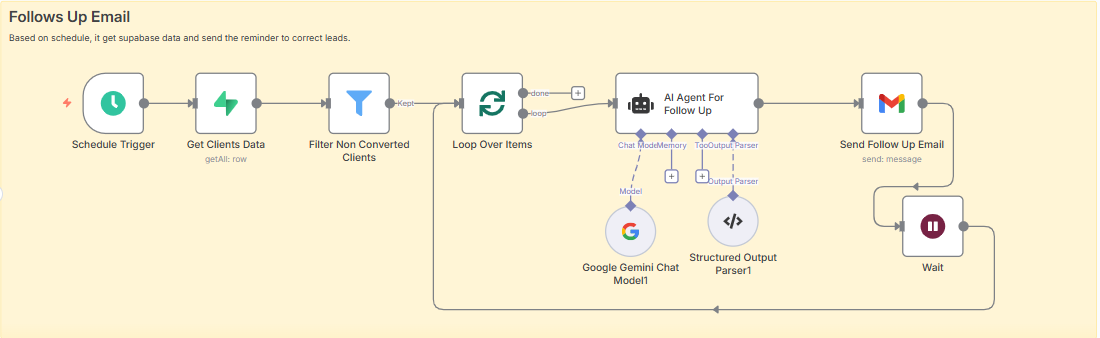 Follows Up Email
Based on schedule, it get supabase data and send the reminder to correct leads.
Schedule Trigger
Get Clients Data
getAll: row
Filter Non Converted
Clients
Kept
Loop Over Items
done
loop
AI Agent For
Follow Up
Chat Mode
Memory
Too
Output Parser
Model
Output Parser
Google Gemini Chat
Model1
Structured Output
Parser1
Send Follow Up Email
send: message
Wait